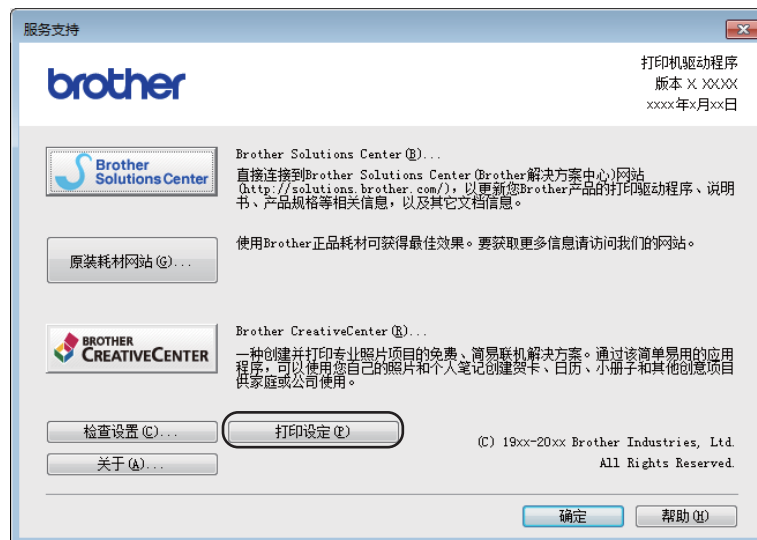 服务支持
brother
打印机驱动程序
版本 X.XXXX
xxxx年x月xx日
Brother
Solutions Center
Brother Solutions Center(B)...
直接连接到Brother Solutions Center(Brother解决方案中心)网站
(http://solutions.brother.com/)，以更新您Brother产品的打印驱动程序、说明
书、产品规格等相关信息，以及其它文档信息。
原装耗材网站(G)...
使用Brother正品耗材可获得最佳效果。要获取更多信息请访问我们的网站。
BROTHER
CREATIVECENTER
Brother CreativeCenter(R)...
一种创建并打印专业照片项目的免费、简易联机解决方案。通过该简单易用的应用
程序，可以使用您自己的照片和个人笔记创建贺卡、日历、小册子和其他创意项目
供家庭或公司使用。
检查设置(C)...
打印设定(P)
关于(A)...
(C) 19xx-20xx Brother Industries, Ltd.
All Rights Reserved.
确定
帮助(H)